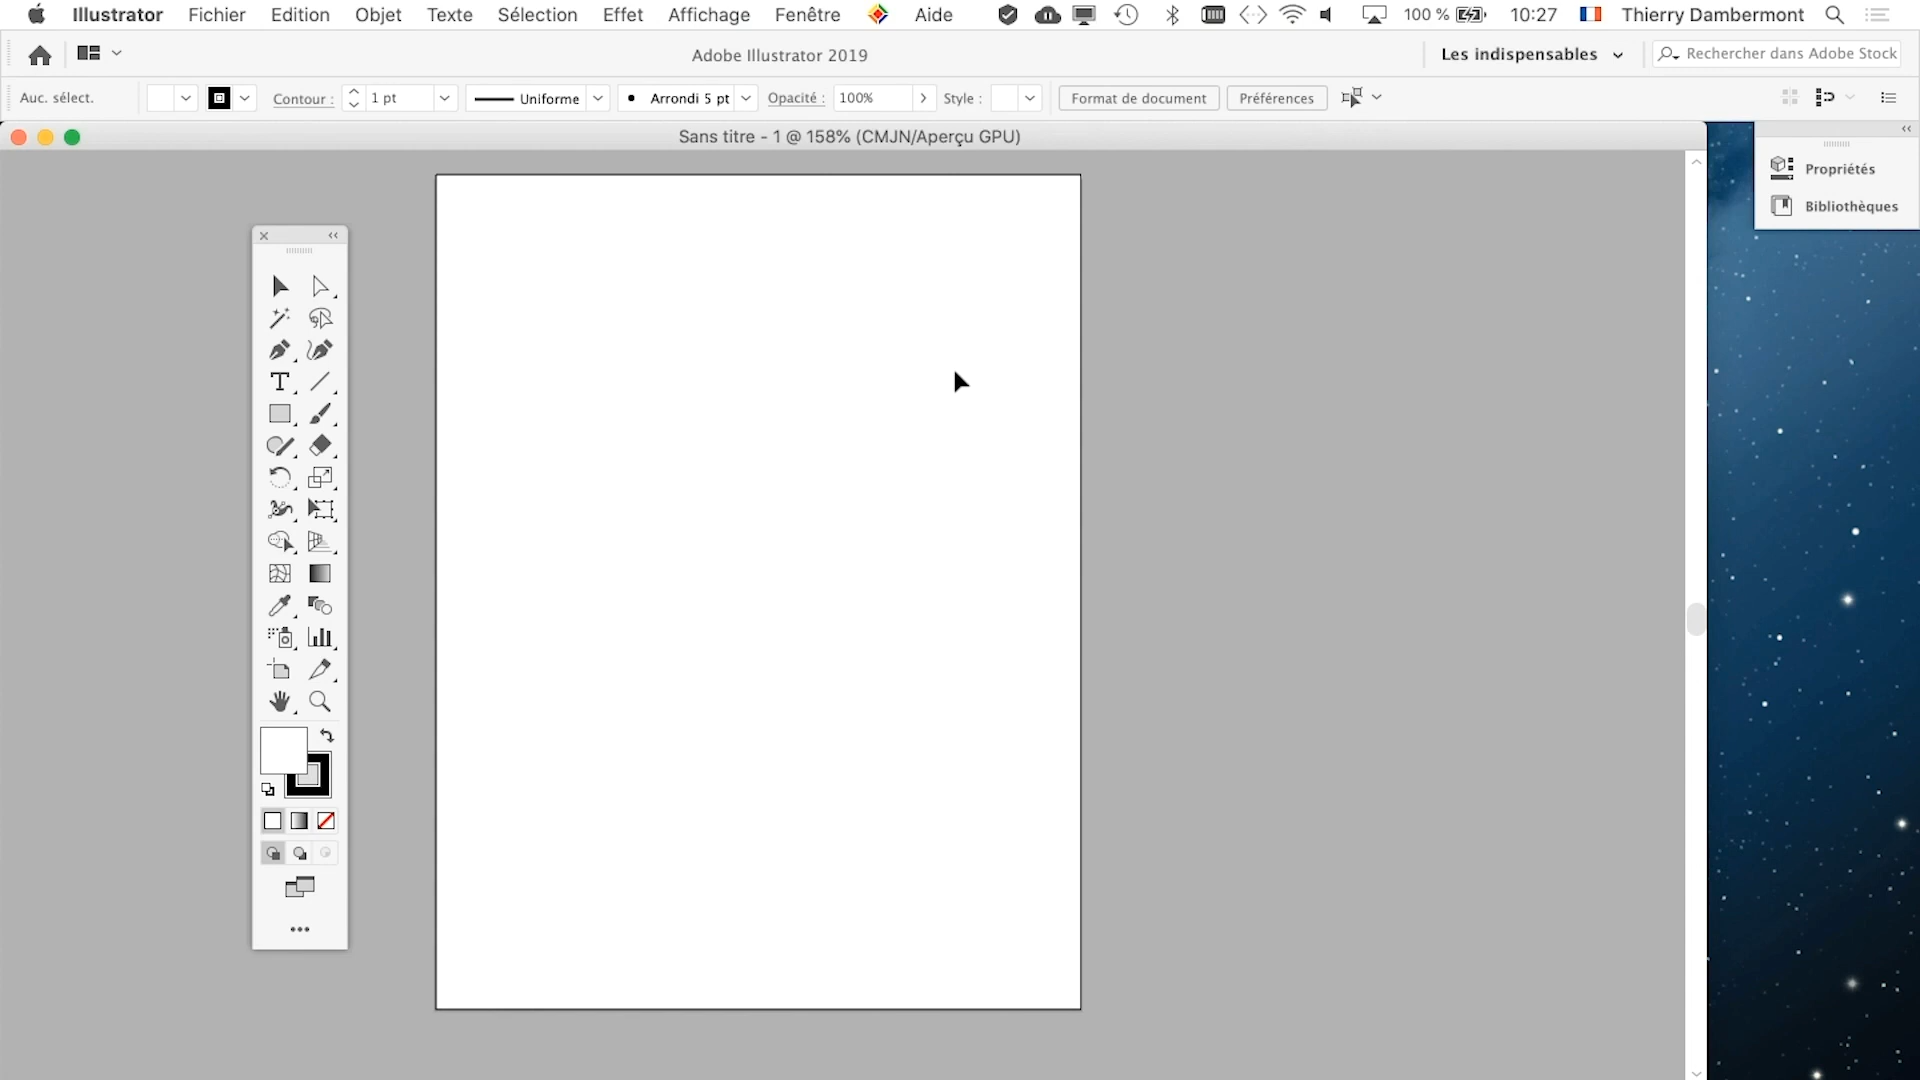 Illustrator Fichier Edition Objet Texte Sélection Effet Affichage Fenêtre Aide 100 % 10:27 Thierry Dambermont
Adobe Illustrator 2019 Les indispensables Rechercher dans Adobe Stock
Auc. sélect. Contour : 1 pt Uniforme Arrondi 5 pt Opacité : 100% Style : Format de document Préférences
Sans titre - 1 @ 158% (CMJN/Aperçu GPU)
Propriétés
Bibliothèques